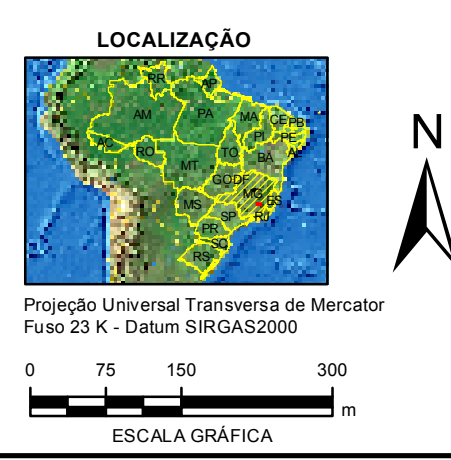 LOCALIZAÇÃO
RR AP
AM PA MA CE PB
PI PE
AC RO TO BA AL
MT
GO DF
MG ES
MS SP RJ
PR
SC
RS
N
Projeção Universal Transversa de Mercator
Fuso 23 K - Datum SIRGAS2000
0 75 150 300
m
ESCALA GRÁFICA